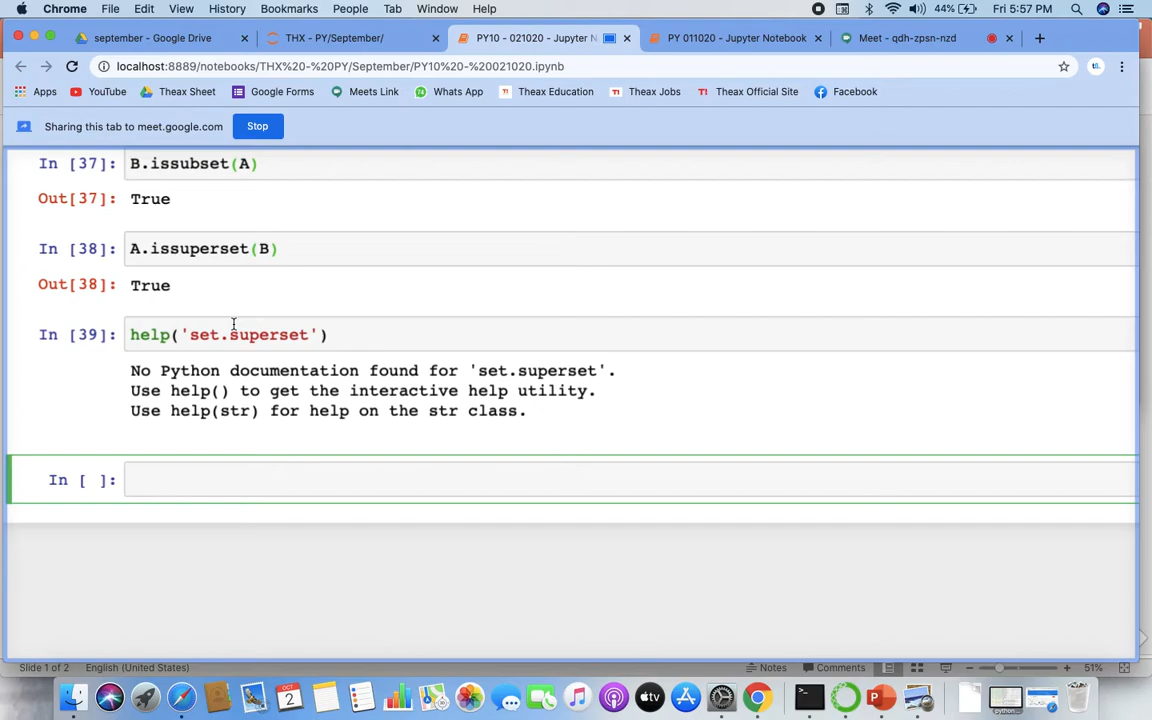 Chrome File Edit View History Bookmarks People Tab Window Help 44% Fri 5:57 PM
september - Google Drive THX - PY/September/ PY10 - 021020 - Jupyter N PY 011020 - Jupyter Notebook Meet - qdh-zpsn-nzd
localhost:8889/notebooks/THX%20-%20PY/September/PY10%20-%20021020.ipynb
Apps YouTube Theax Sheet Google Forms Meets Link Whats App Theax Education Theax Jobs Theax Official Site Facebook
Sharing this tab to meet.google.com Stop
In [37]: B.issubset(A)
Out[37]: True
In [38]: A.issuperset(B)
Out[38]: True
In [39]: help('set.superset')
No Python documentation found for 'set.superset'.
Use help() to get the interactive help utility.
Use help(str) for help on the str class.
In [ ]:
Slide 1 of 2 English (United States) Notes Comments 51%